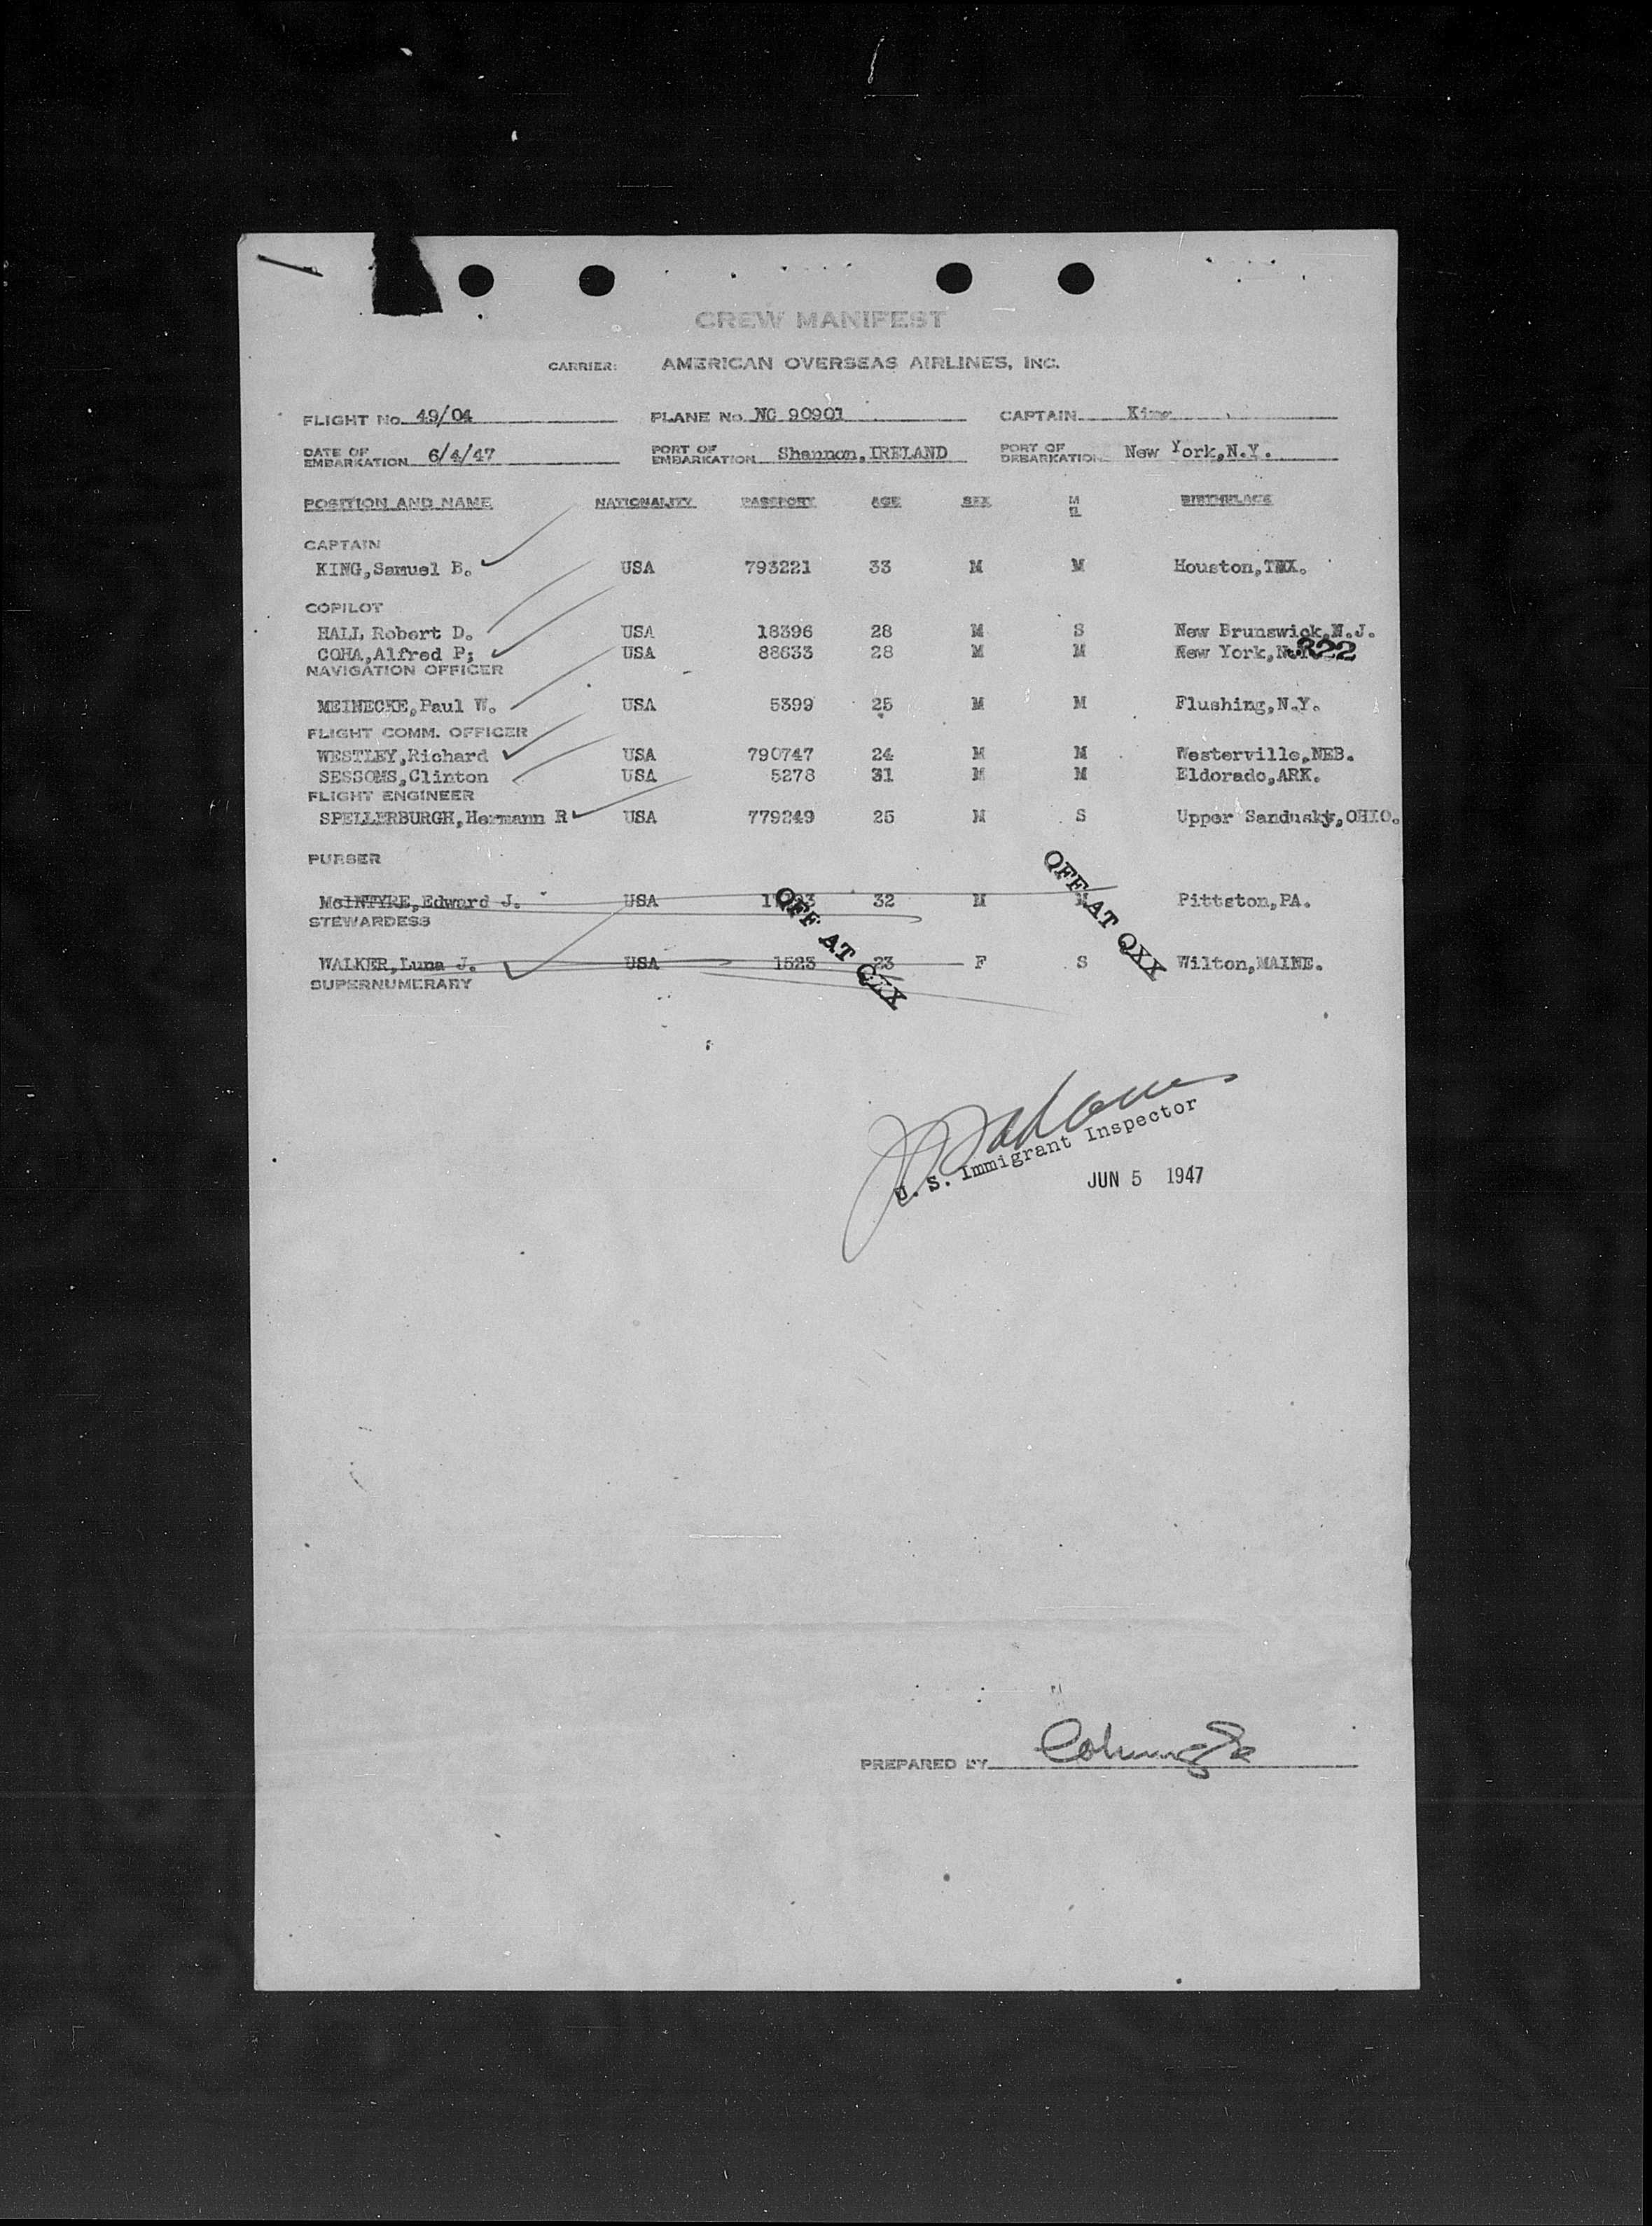 CREW MANIFEST
CARRIER: AMERICAN OVERSEAS AIRLINES, INC.
FLIGHT No. 49/04 PLANE No. NC 90901 CAPTAIN King
DATE OF EMBARKATION 6/4/47 PORT OF EMBARKATION Shannon, IRELAND PORT OF DEBARKATION New York, N.Y.
POSITION AND NAME NATIONALITY PASSPORT AGE SEX M S BIRTHPLACE
CAPTAIN
KING, Samuel B. USA 793221 33 M M Houston, TEX.
COPILOT
HALL Robert D. USA 18396 28 M S New Brunswick, N.J.
COHA, Alfred P; USA 88633 28 M M New York, 322
NAVIGATION OFFICER
MEINECKE, Paul W. USA 5399 25 M M Flushing, N.Y.
FLIGHT COMM. OFFICER
WESTLEY, Richard USA 790747 24 M M Westerville, NEB.
SESSOMS, Clinton USA 5278 31 M M Eldorado, ARK.
FLIGHT ENGINEER
SPELLERBURGH, Hermann R USA 779249 25 M S Upper Sandusky, OHIO.
PURSER
McINTYRE, Edward J. USA 32 M Pittston, PA.
STEWARDESS
WALKER, Luna J. USA 1523 23 F S Wilton, MAINE.
SUPERNUMERARY
OFF AT QXX
OFF AT QXX
U. S. Immigrant Inspector
JUN 5 1947
PREPARED BY